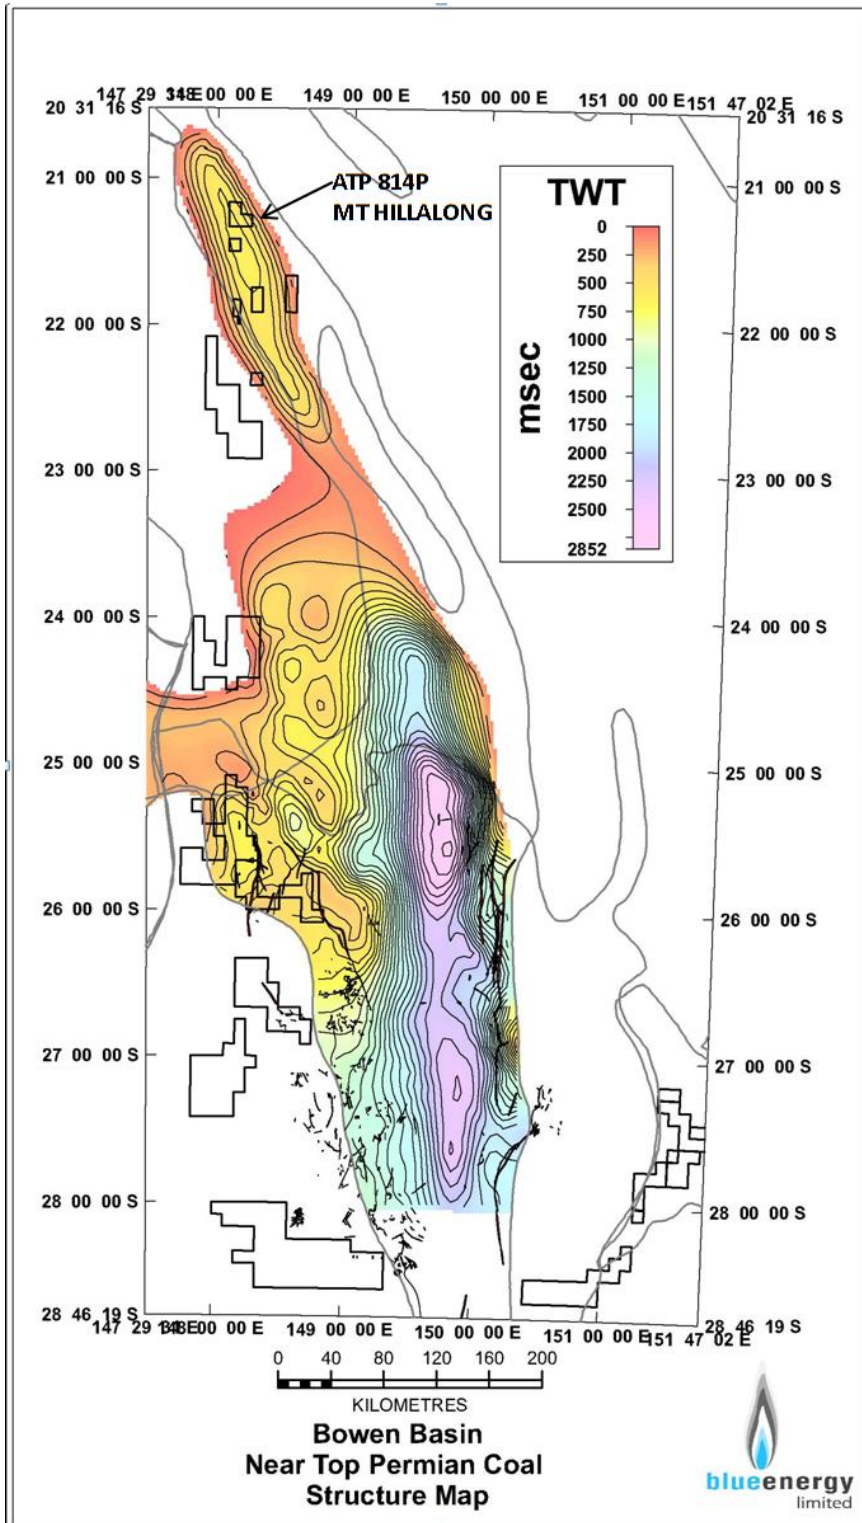 147 29 31 E 148 00 00 E 149 00 00 E 150 00 00 E 151 00 00 E 151 47 02 E
20 31 16 S 20 31 16 S
21 00 00 S 21 00 00 S
ATP 814P
MT HILLALONG
TWT
msec
0
250
500
750
1000
1250
1500
1750
2000
2250
2500
2852
22 00 00 S 22 00 00 S
23 00 00 S 23 00 00 S
24 00 00 S 24 00 00 S
25 00 00 S 25 00 00 S
26 00 00 S 26 00 00 S
27 00 00 S 27 00 00 S
28 00 00 S 28 00 00 S
28 46 19 S 28 46 19 S
149 00 00 E 150 00 00 E 151 00 00 E 151 47 02 E
0 40 80 120 160 200
KILOMETRES
Bowen Basin
Near Top Permian Coal
Structure Map
blueenergy
limited